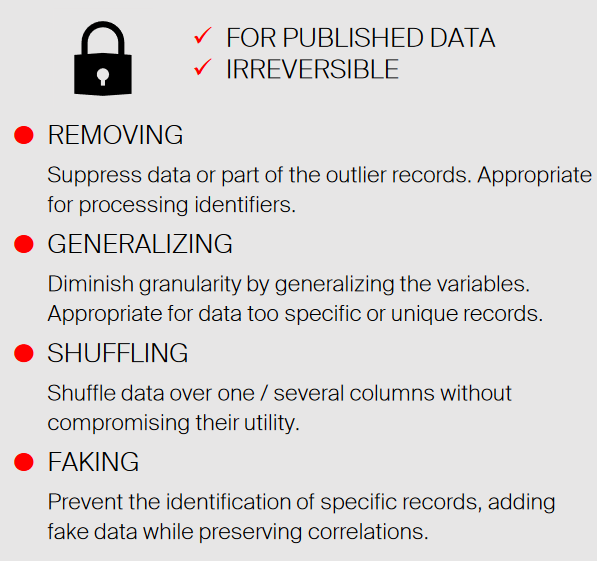 FOR PUBLISHED DATA
IRREVERSIBLE
REMOVING
Suppress data or part of the outlier records. Appropriate
for processing identifiers.
GENERALIZING
Diminish granularity by generalizing the variables.
Appropriate for data too specific or unique records.
SHUFFLING
Shuffle data over one / several columns without
compromising their utility.
FAKING
Prevent the identification of specific records, adding
fake data while preserving correlations.